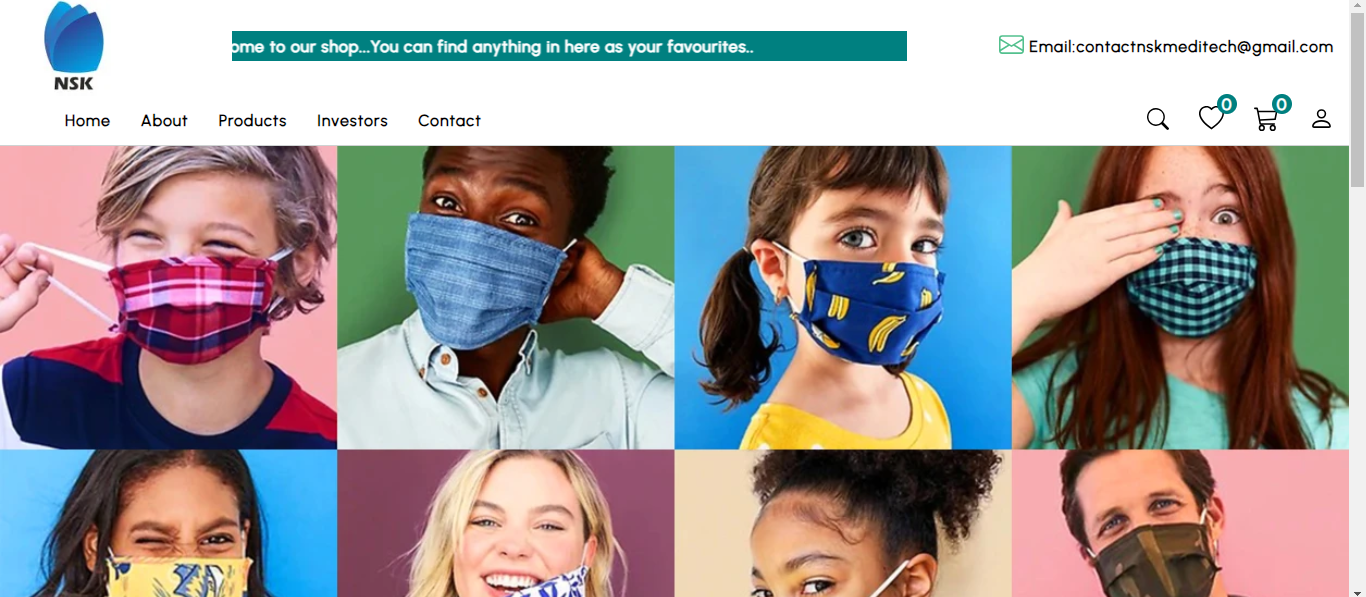 NSK
ome to our shop...You can find anything in here as your favourites..
Email:contactnskmeditech@gmail.com
Home About Products Investors Contact
0 0